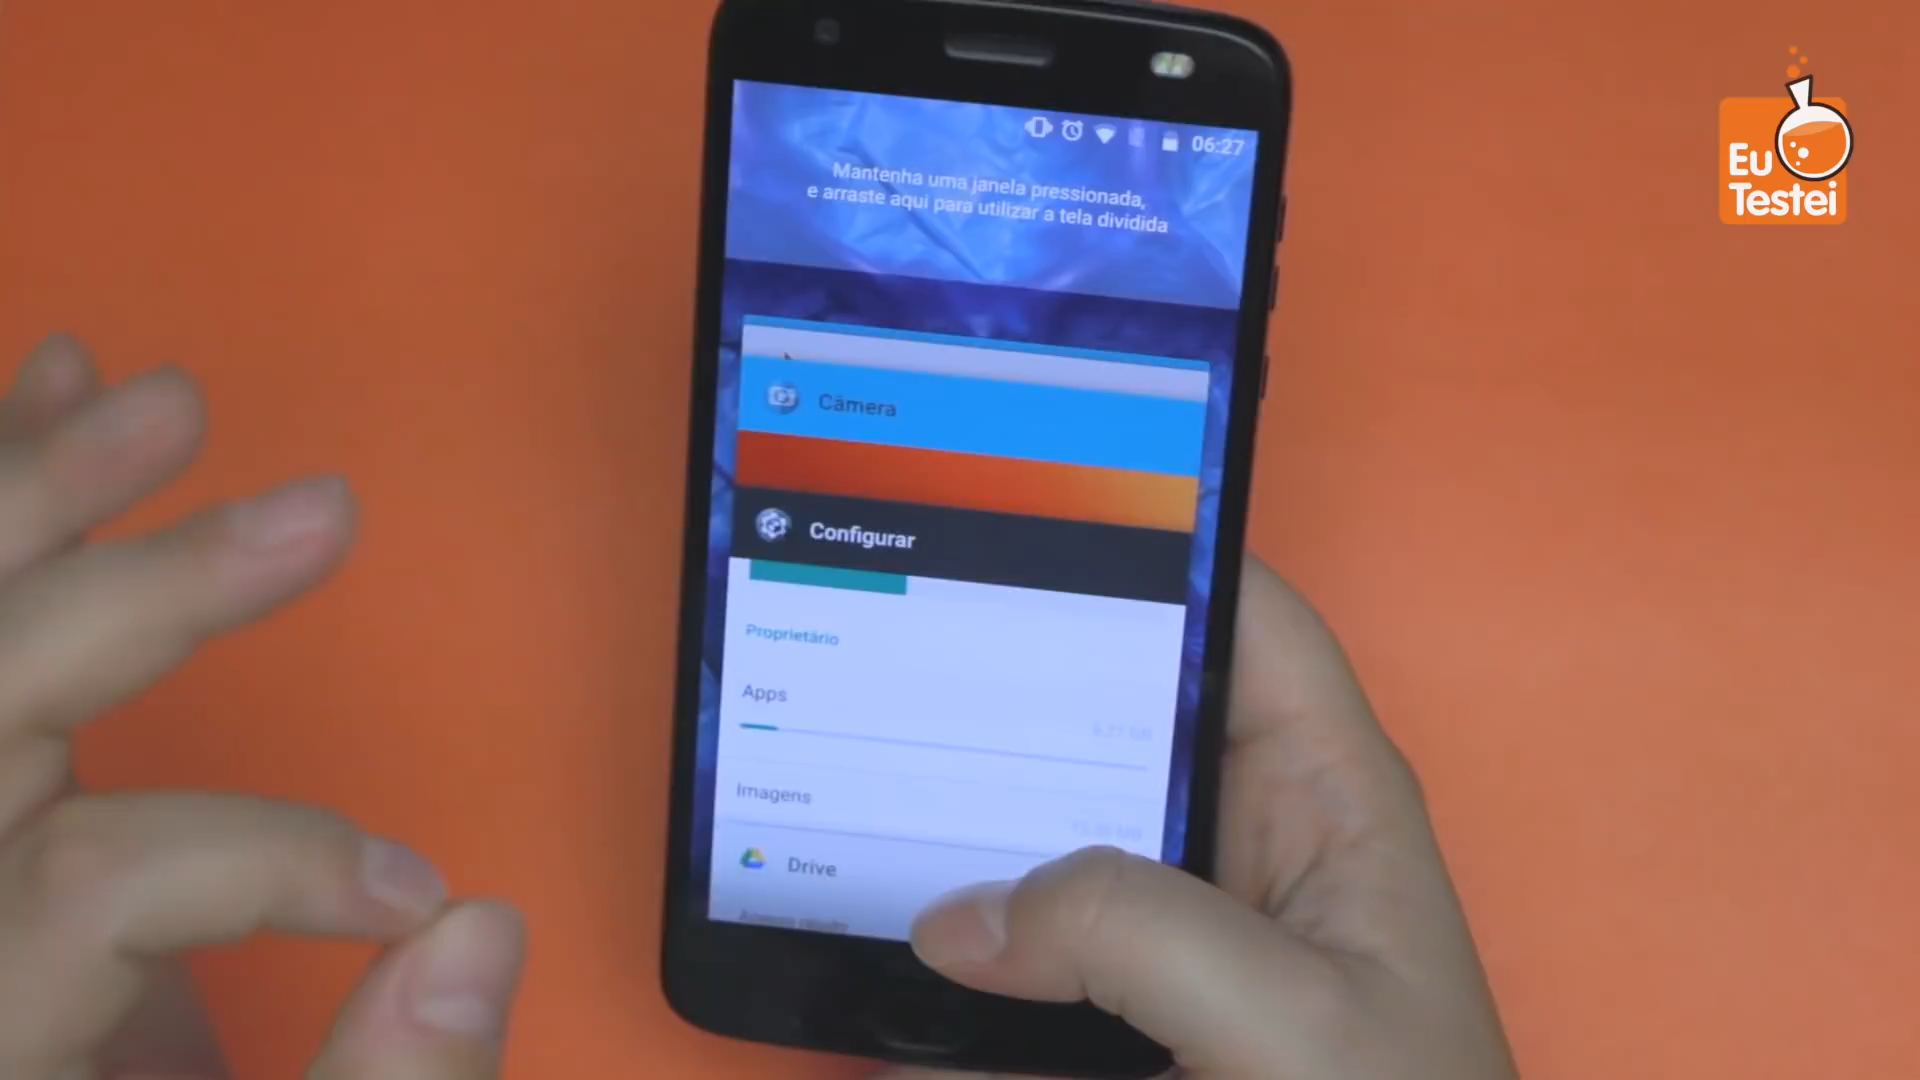 Eu
Testei
06:27
Mantenha uma janela pressionada,
e arraste aqui para utilizar a tela dividida
Câmera
Configurar
Proprietário
Apps
Imagens
Drive